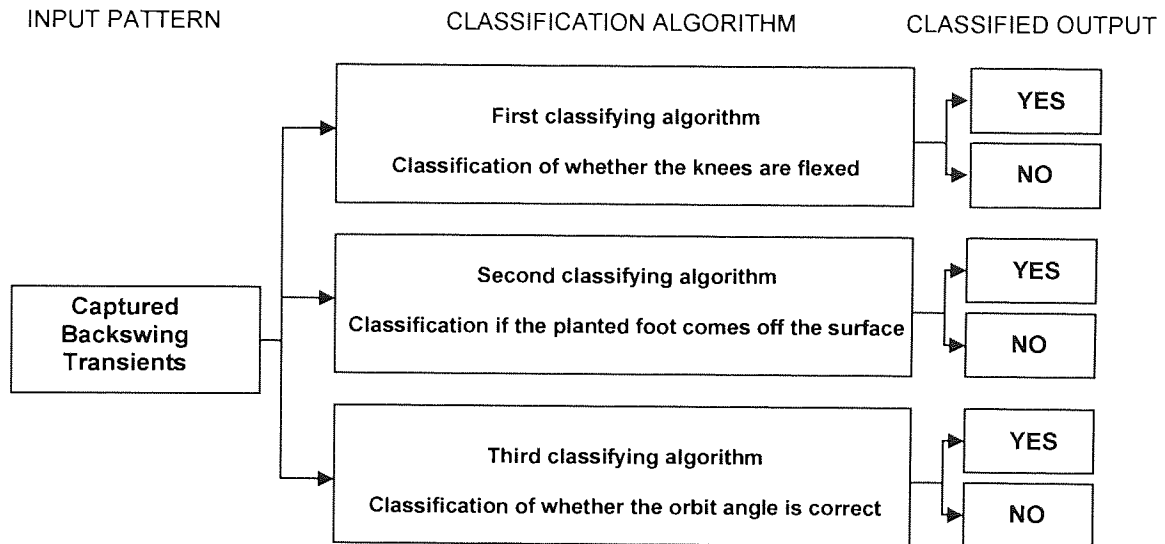 INPUT PATTERN
CLASSIFICATION ALGORITHM
CLASSIFIED OUTPUT
First classifying algorithm
Classification of whether the knees are flexed
YES
NO
Captured
Backswing
Transients
Second classifying algorithm
Classification if the planted foot comes off the surface
YES
NO
Third classifying algorithm
Classification of whether the orbit angle is correct
YES
NO